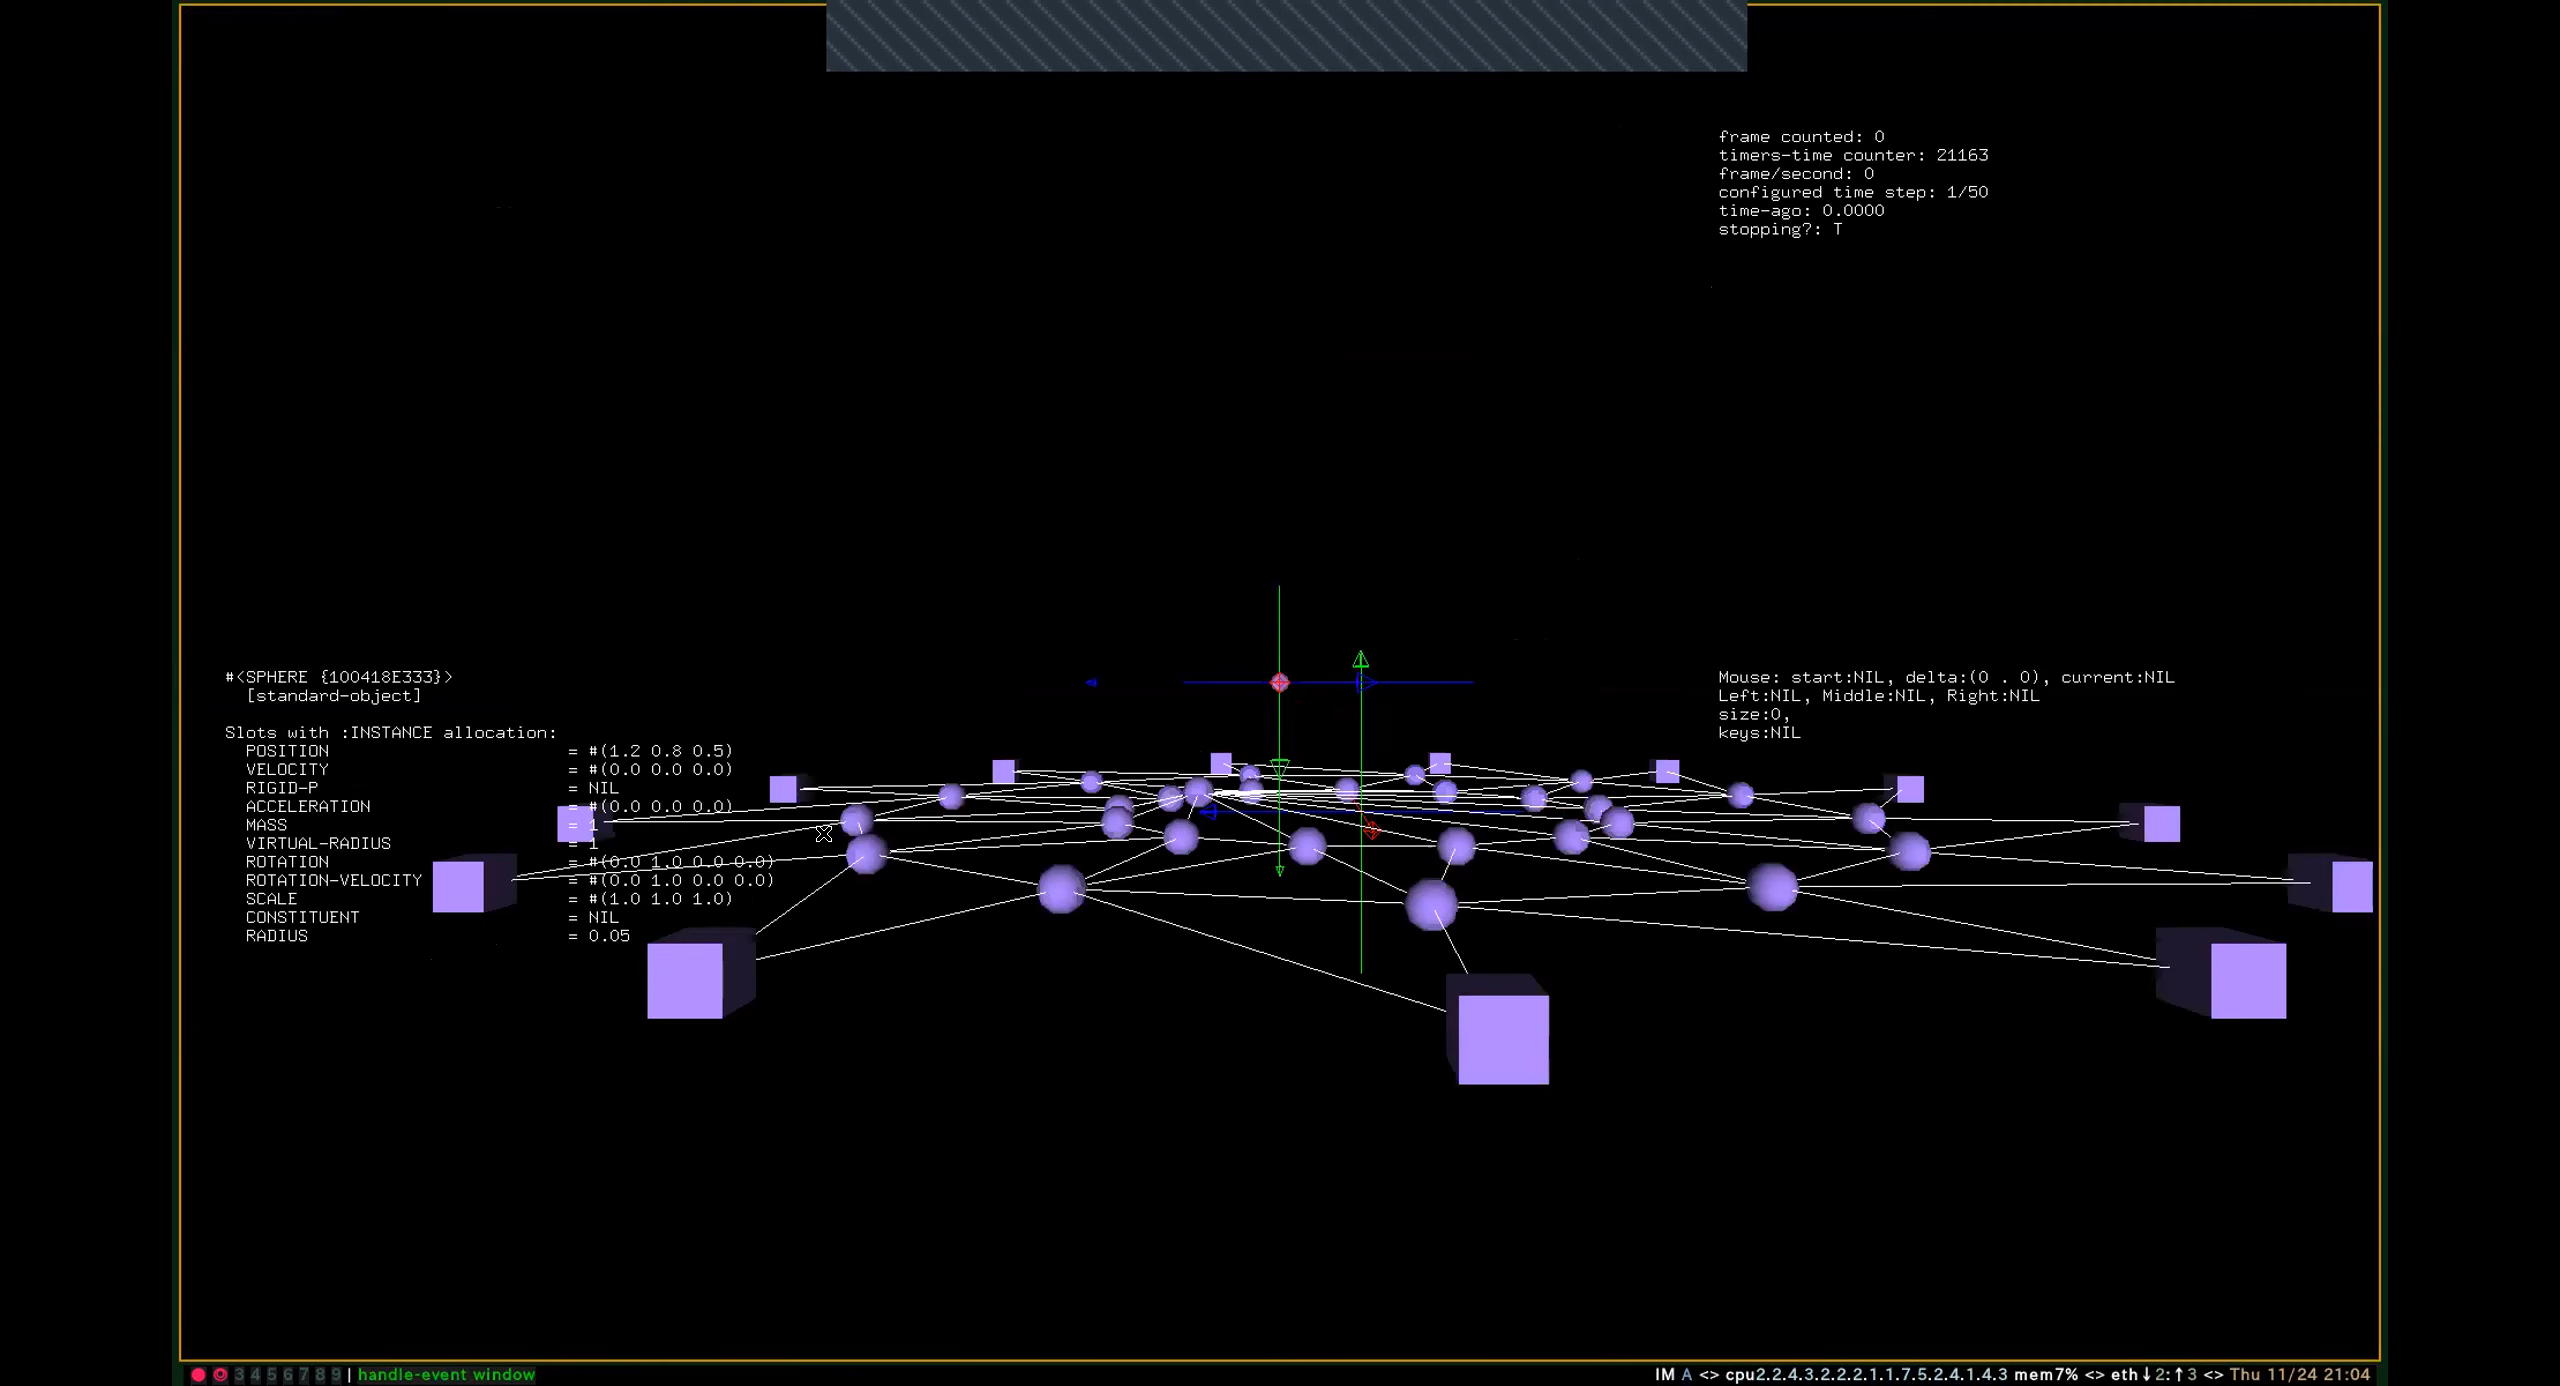 frame counted: 0
timers-time counter: 21163
frame/second: 0
configured time step: 1/50
time-ago: 0.0000
stopping?: T
#<SPHERE {100418E333}>
[standard-object]
Slots with :INSTANCE allocation:
POSITION = #(1.2 0.8 0.5)
VELOCITY = #(0.0 0.0 0.0)
RIGID-P = NIL
ACCELERATION = #(0.0 0.0 0.0)
MASS = 1
VIRTUAL-RADIUS = 1
ROTATION = #(0.0 1.0 0.0 0.0)
ROTATION-VELOCITY = #(0.0 1.0 0.0 0.0)
SCALE = #(1.0 1.0 1.0)
CONSTITUENT = NIL
RADIUS = 0.05
Mouse: start:NIL, delta:(0 . 0), current:NIL
Left:NIL, Middle:NIL, Right:NIL
size:0,
keys:NIL
3 4 5 6 7 8 9 | handle-event window
IM A <> cpu2.2.4.3.2.2.2.1.1.7.5.2.4.1.4.3 mem7% <> eth↓2:↑3 <> Thu 11/24 21:04